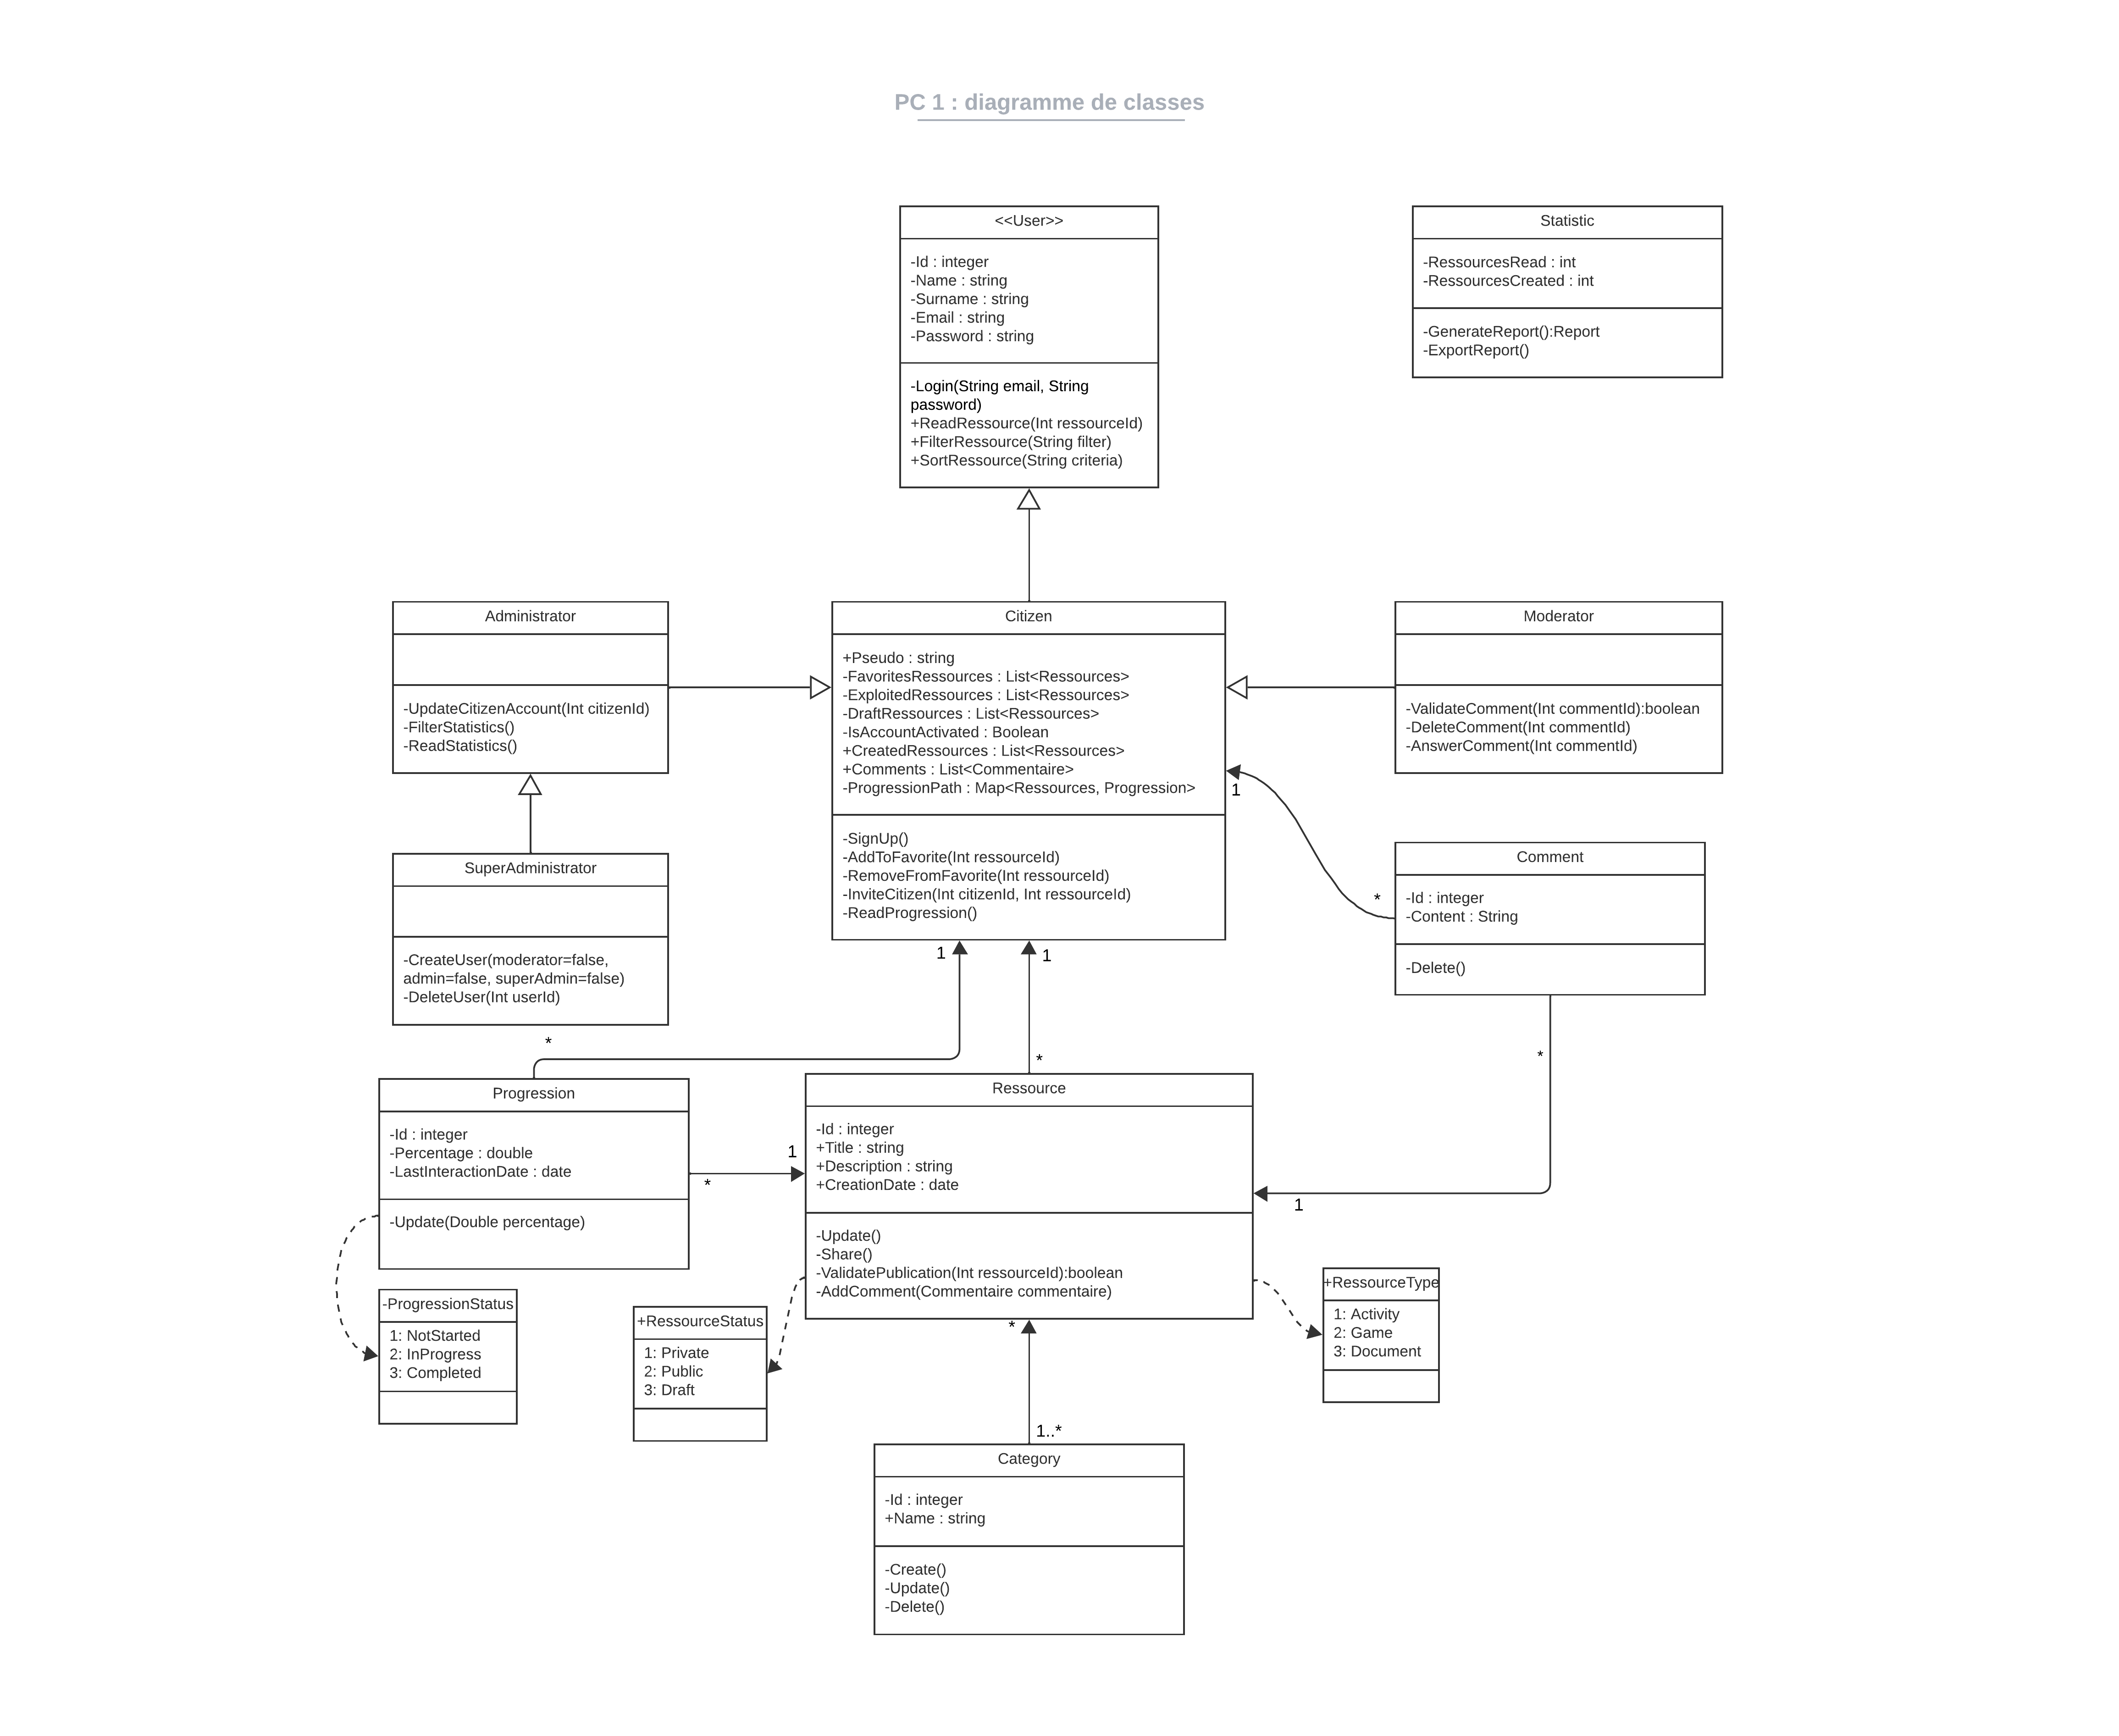 PC 1 : diagramme de classes
<<User>>
-Id : integer
-Name : string
-Surname : string
-Email : string
-Password : string
-Login(String email, String
password)
+ReadRessource(Int ressourceId)
+FilterRessource(String filter)
+SortRessource(String criteria)
Statistic
-RessourcesRead : int
-RessourcesCreated : int
-GenerateReport():Report
-ExportReport()
Administrator
-UpdateCitizenAccount(Int citizenId)
-FilterStatistics()
-ReadStatistics()
Citizen
+Pseudo : string
-FavoritesRessources : List<Ressources>
-ExploitedRessources : List<Ressources>
-DraftRessources : List<Ressources>
-IsAccountActivated : Boolean
+CreatedRessources : List<Ressources>
+Comments : List<Commentaire>
-ProgressionPath : Map<Ressources, Progression>
-SignUp()
-AddToFavorite(Int ressourceId)
-RemoveFromFavorite(Int ressourceId)
-InviteCitizen(Int citizenId, Int ressourceId)
-ReadProgression()
Moderator
-ValidateComment(Int commentId):boolean
-DeleteComment(Int commentId)
-AnswerComment(Int commentId)
1
*
Comment
-Id : integer
-Content : String
-Delete()
SuperAdministrator
-CreateUser(moderator=false,
admin=false, superAdmin=false)
-DeleteUser(Int userId)
1
1
*
*
*
Progression
-Id : integer
-Percentage : double
-LastInteractionDate : date
-Update(Double percentage)
1
*
Ressource
-Id : integer
+Title : string
+Description : string
+CreationDate : date
-Update()
-Share()
-ValidatePublication(Int ressourceId):boolean
-AddComment(Commentaire commentaire)
1
-ProgressionStatus
1: NotStarted
2: InProgress
3: Completed
+RessourceStatus
1: Private
2: Public
3: Draft
+RessourceType
1: Activity
2: Game
3: Document
*
1..*
Category
-Id : integer
+Name : string
-Create()
-Update()
-Delete()